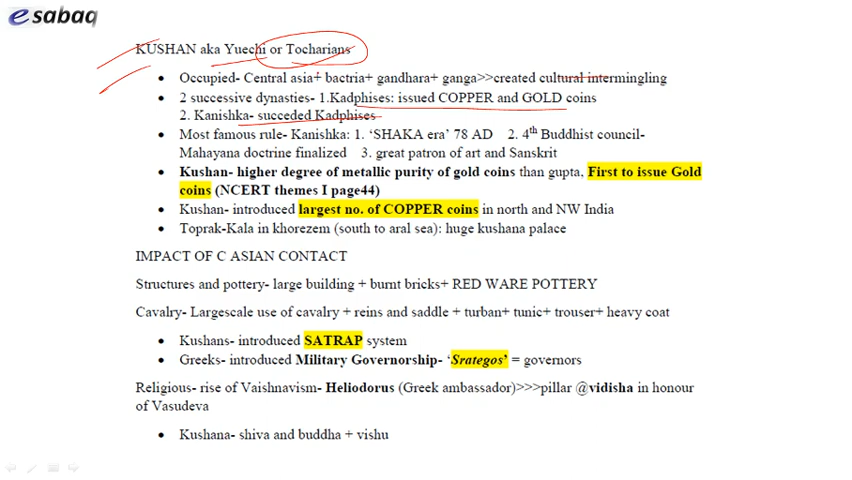 esabaq
KUSHAN aka Yuechi or Tocharians
• Occupied- Central asia+ bactria+ gandhara+ ganga>>created cultural intermingling
• 2 successive dynasties- 1.Kadphises: issued COPPER and GOLD coins
2. Kanishka- succeded Kadphises
• Most famous rule- Kanishka: 1. ‘SHAKA era’ 78 AD 2. 4th Buddhist council-
Mahayana doctrine finalized 3. great patron of art and Sanskrit
• Kushan- higher degree of metallic purity of gold coins than gupta, First to issue Gold
coins (NCERT themes I page44)
• Kushan- introduced largest no. of COPPER coins in north and NW India
• Toprak-Kala in khorezem (south to aral sea): huge kushana palace
IMPACT OF C ASIAN CONTACT
Structures and pottery- large building + burnt bricks+ RED WARE POTTERY
Cavalry- Largescale use of cavalry + reins and saddle + turban+ tunic+ trouser+ heavy coat
• Kushans- introduced SATRAP system
• Greeks- introduced Military Governorship- ‘Srategos’ = governors
Religious- rise of Vaishnavism- Heliodorus (Greek ambassador)>>>pillar @vidisha in honour
of Vasudeva
• Kushana- shiva and buddha + vishu